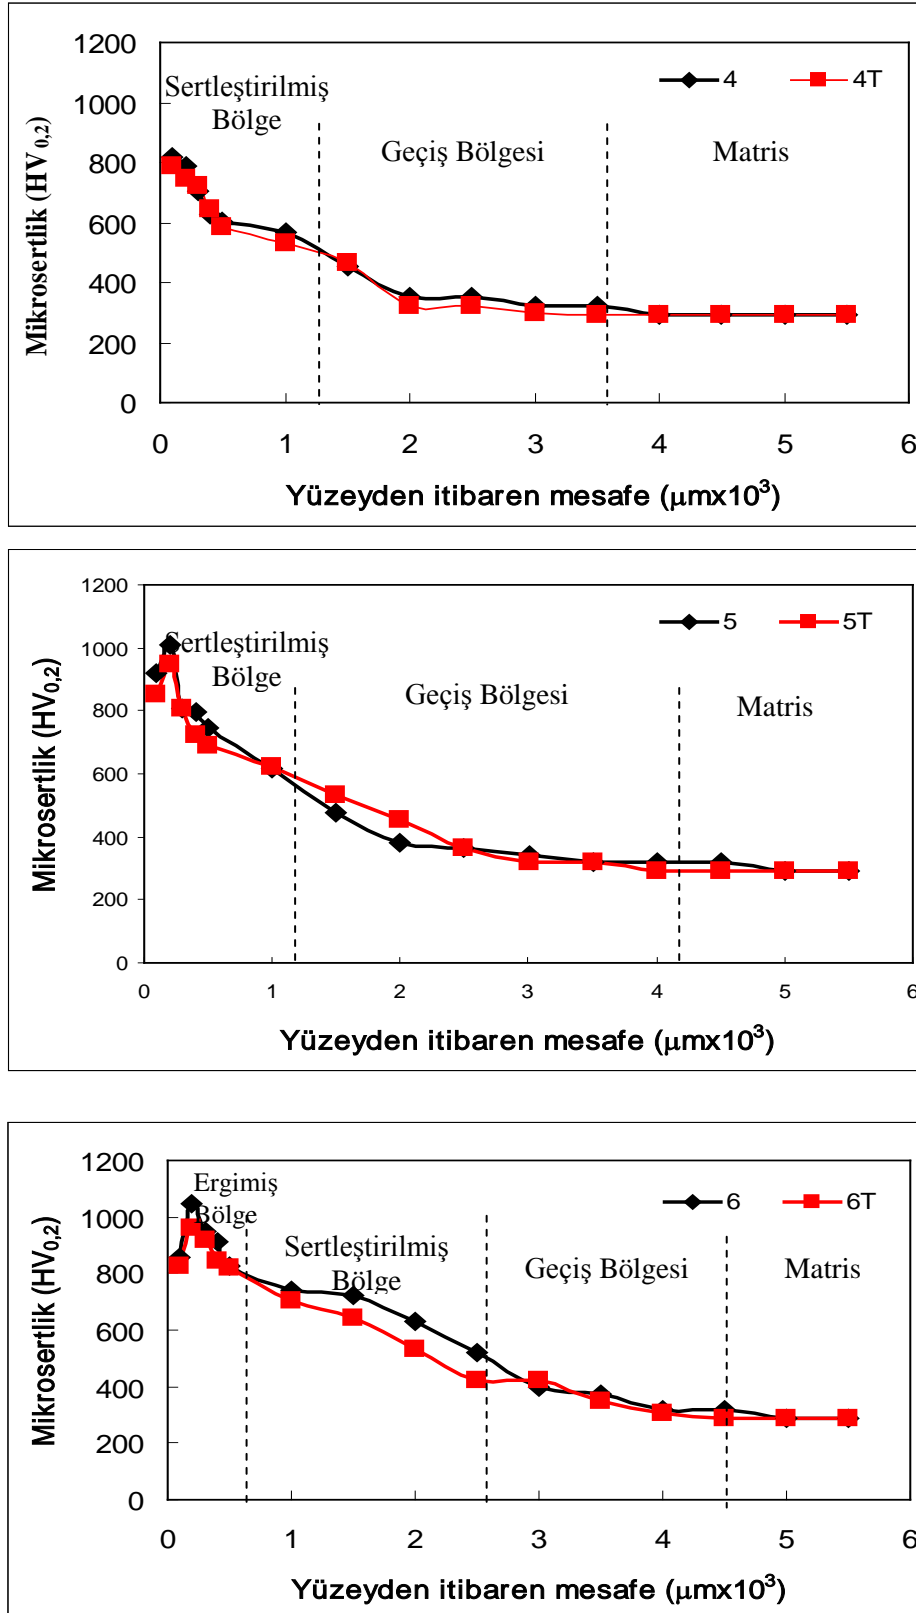 1200
1000
800
600
400
200
0
Mikrosertlik (HV0,2)
Sertleştirilmiş
Bölge
Geçiş Bölgesi
Matris
4
4T
0 1 2 3 4 5 6
Yüzeyden itibaren mesafe (μmx10³)
1200
1000
800
600
400
200
0
Mikrosertlik (HV0,2)
Sertleştirilmiş
Bölge
Geçiş Bölgesi
Matris
5
5T
0 1 2 3 4 5 6
Yüzeyden itibaren mesafe (μmx10³)
1200
1000
800
600
400
200
0
Mikrosertlik (HV0,2)
Ergimiş
Bölge
Sertleştirilmiş
Bölge
Geçiş Bölgesi
Matris
6
6T
0 1 2 3 4 5 6
Yüzeyden itibaren mesafe (μmx10³)